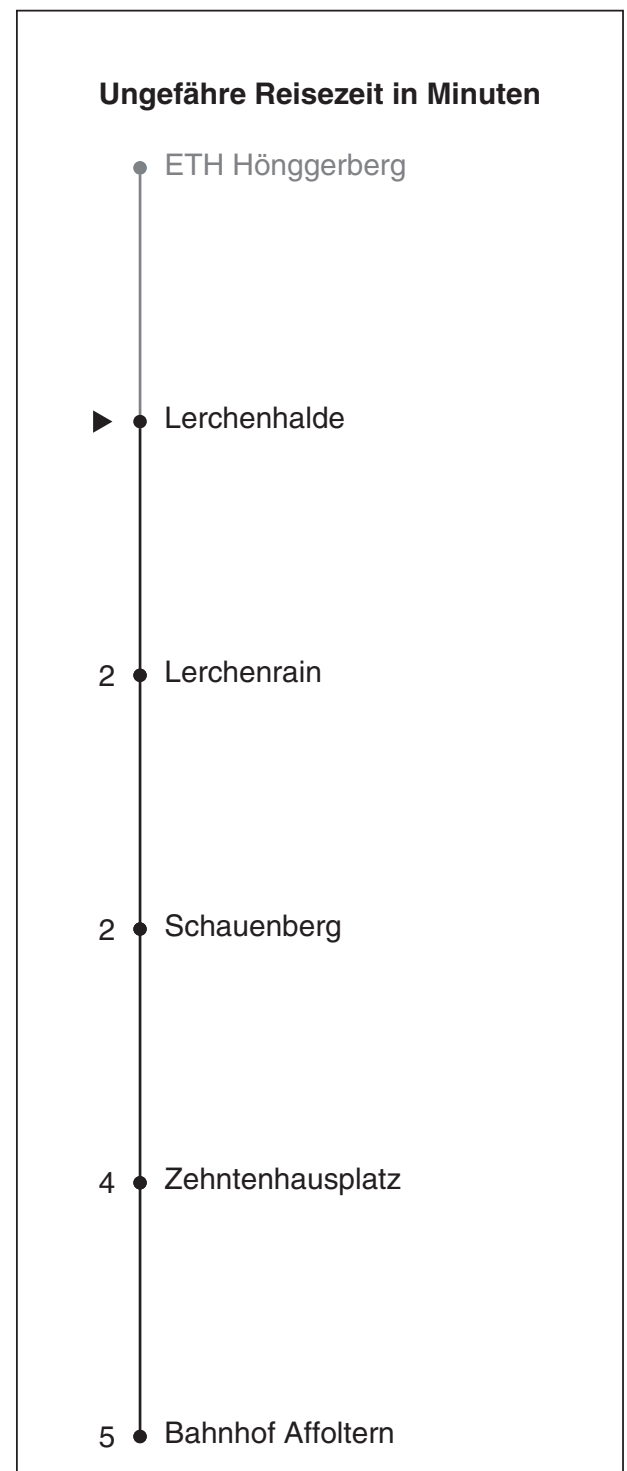 Ungefähre Reisezeit in Minuten
ETH Hönggerberg
Lerchenhalde
2 Lerchenrain
2 Schauenberg
4 Zehntenhausplatz
5 Bahnhof Affoltern